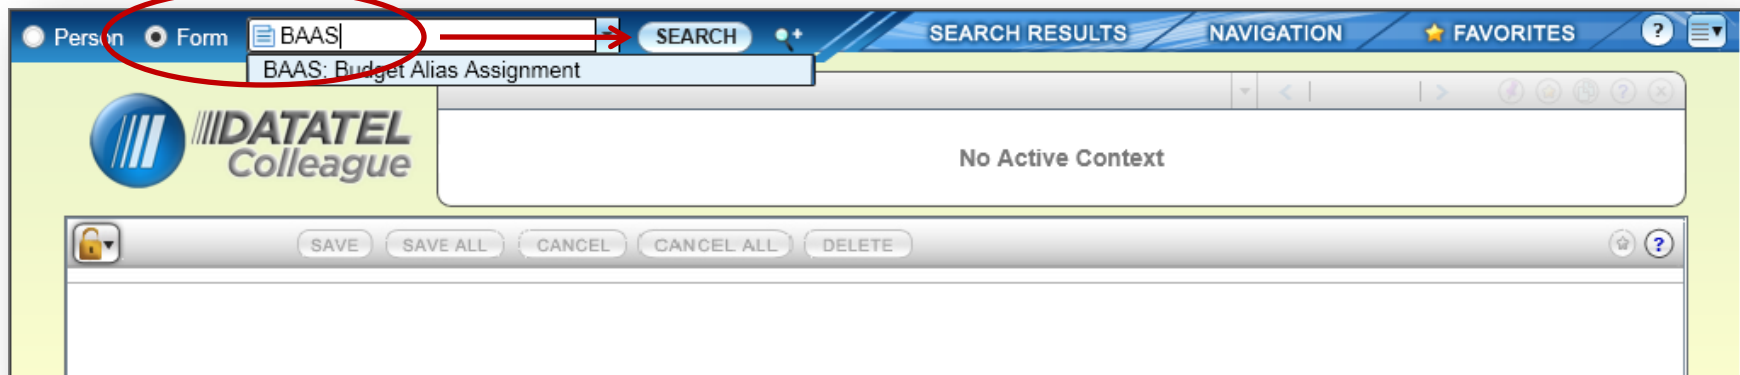 Person Form BAAS SEARCH SEARCH RESULTS NAVIGATION FAVORITES ?
BAAS: Budget Alias Assignment
DATATEL
Colleague
No Active Context
SAVE SAVE ALL CANCEL CANCEL ALL DELETE ?